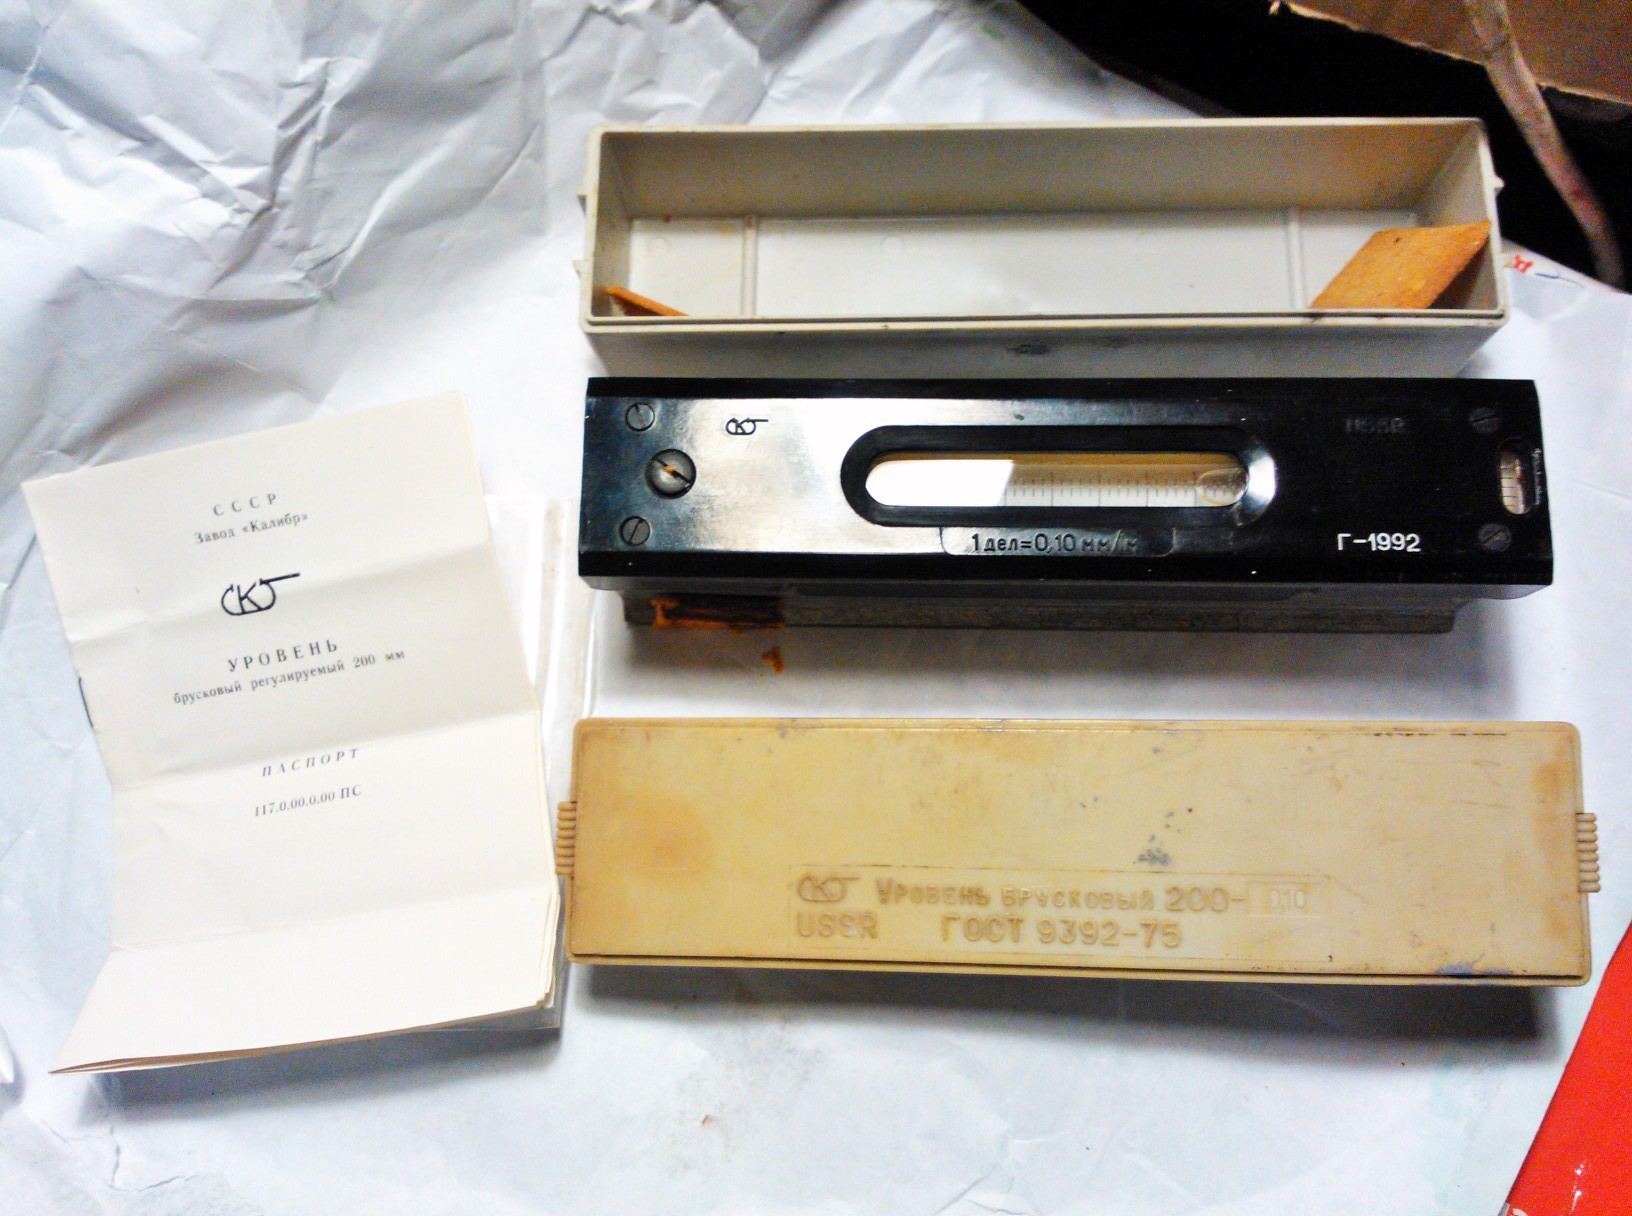 СССР
Завод «Калибр»
УРОВЕНЬ
брусковый регулируемый 200 мм
ПАСПОРТ
117.0.00.0.00 ПС
USSR
1 дел=0,10 мм/м
Г-1992
УРОВЕНЬ БРУСКОВЫЙ 200-0,10
USSR ГОСТ 9392-75